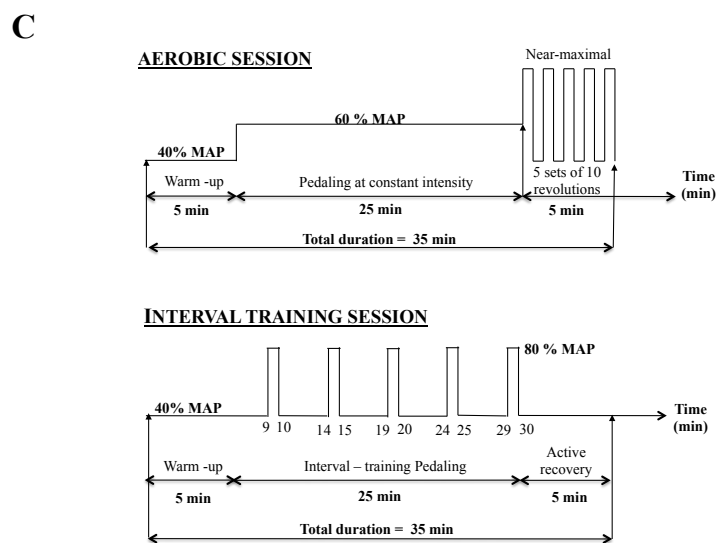 C
AEROBIC SESSION
Near-maximal
60 % MAP
40% MAP
5 sets of 10
revolutions
Time
(min)
Warm -up
Pedaling at constant intensity
5 min
25 min
5 min
Total duration = 35 min
INTERVAL TRAINING SESSION
80 % MAP
40% MAP
Time
(min)
9 10 14 15 19 20 24 25 29 30
Warm -up
Interval – training Pedaling
Active
recovery
5 min
25 min
5 min
Total duration = 35 min